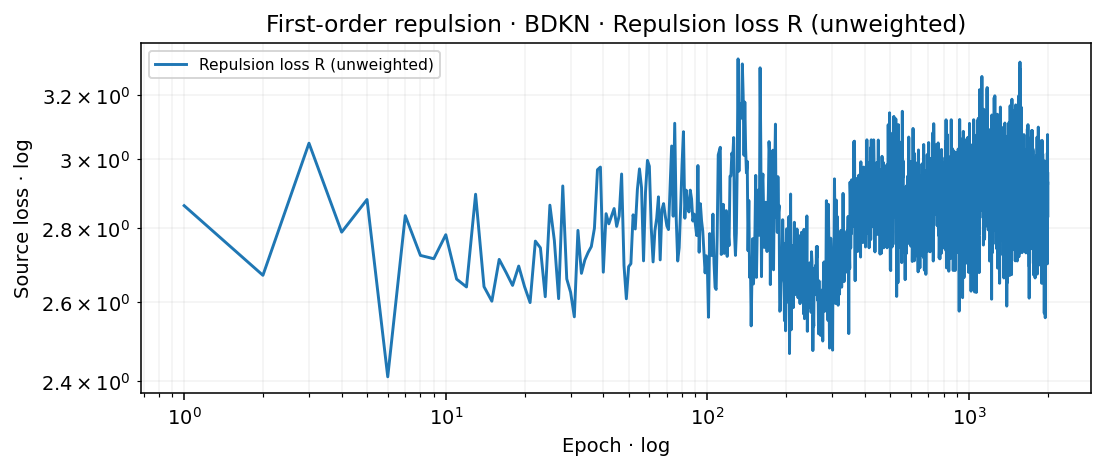 First-order repulsion · BDKN · Repulsion loss R (unweighted)
Repulsion loss R (unweighted)
Source loss · log
3.2 × 10⁰
3 × 10⁰
2.8 × 10⁰
2.6 × 10⁰
2.4 × 10⁰
10⁰ 10¹ 10² 10³
Epoch · log